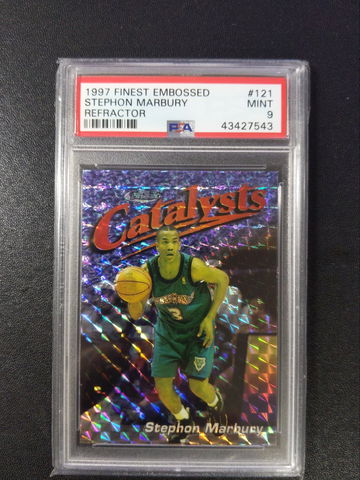 1997 FINEST EMBOSSED #121
STEPHON MARBURY MINT
REFRACTOR 9
PSA 43427543
Catalysts
3
Stephon Marbury